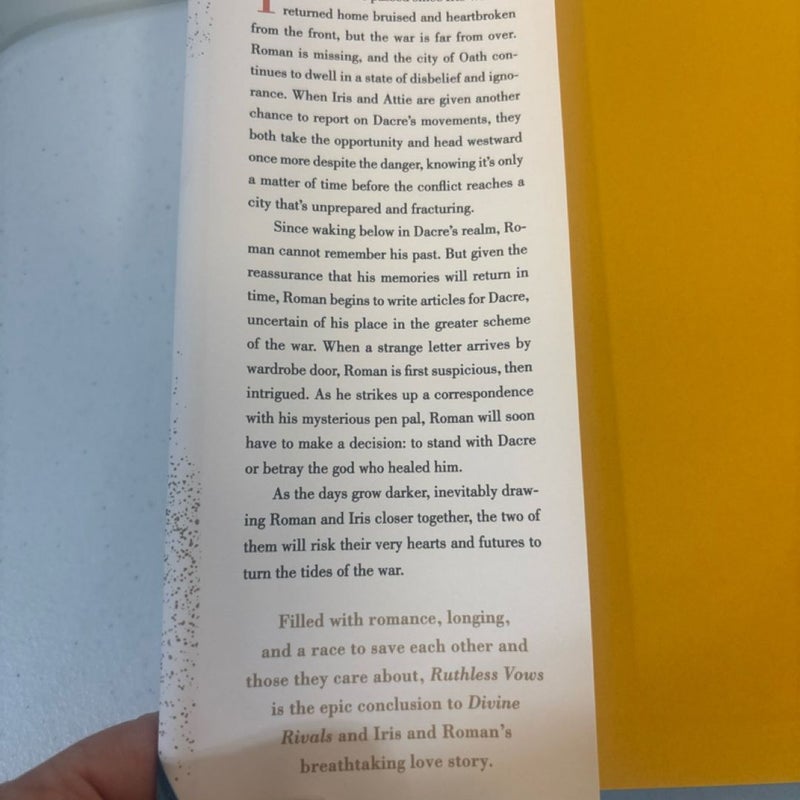 returned home bruised and heartbroken
from the front, but the war is far from over.
Roman is missing, and the city of Oath con-
tinues to dwell in a state of disbelief and igno-
rance. When Iris and Attie are given another
chance to report on Dacre's movements, they
both take the opportunity and head westward
once more despite the danger, knowing it's only
a matter of time before the conflict reaches a
city that's unprepared and fracturing.
Since waking below in Dacre's realm, Ro-
man cannot remember his past. But given the
reassurance that his memories will return in
time, Roman begins to write articles for Dacre,
uncertain of his place in the greater scheme
of the war. When a strange letter arrives by
wardrobe door, Roman is first suspicious, then
intrigued. As he strikes up a correspondence
with his mysterious pen pal, Roman will soon
have to make a decision: to stand with Dacre
or betray the god who healed him.
As the days grow darker, inevitably draw-
ing Roman and Iris closer together, the two of
them will risk their very hearts and futures to
turn the tides of the war.
Filled with romance, longing,
and a race to save each other and
those they care about, Ruthless Vows
is the epic conclusion to Divine
Rivals and Iris and Roman's
breathtaking love story.